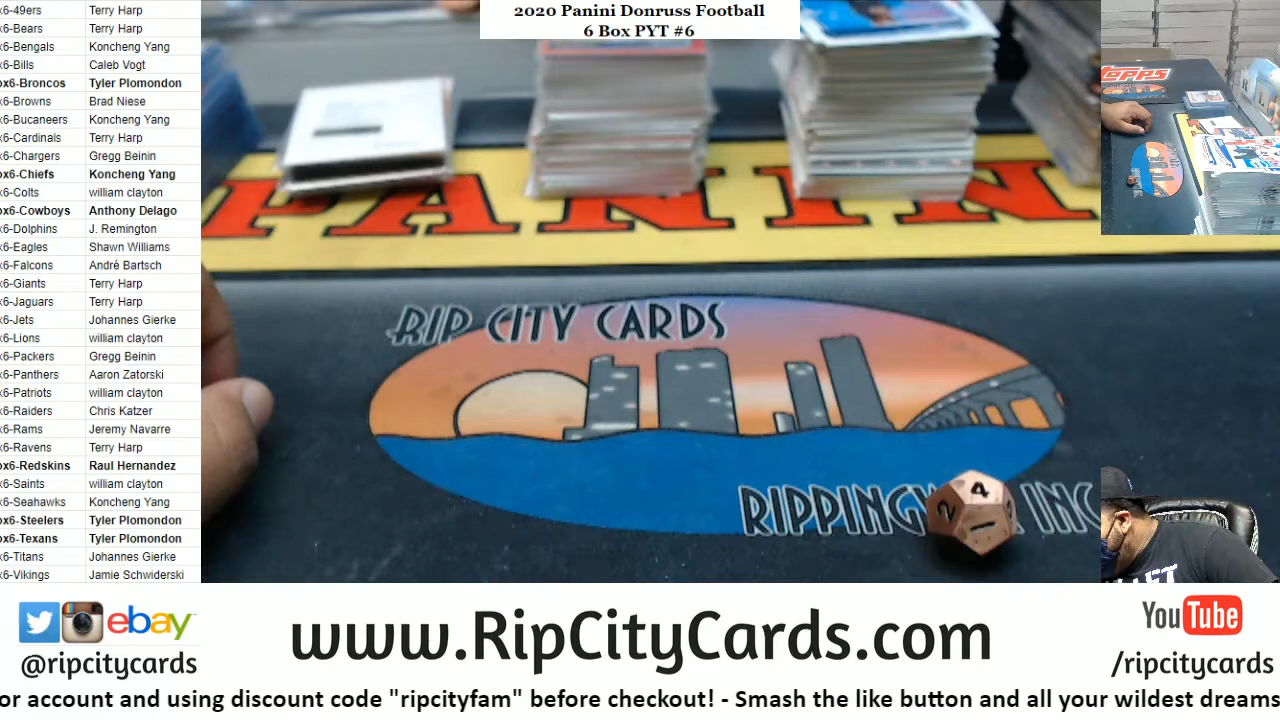 2020 Panini Donruss Football
6 Box PYT #6
x6-49ers Terry Harp
x6-Bears Terry Harp
x6-Bengals Koncheng Yang
x6-Bills Caleb Vogt
ox6-Broncos Tyler Plomondon
x6-Browns Brad Niese
x6-Bucaneers Koncheng Yang
x6-Cardinals Terry Harp
x6-Chargers Gregg Beinin
ox6-Chiefs Koncheng Yang
x6-Colts william clayton
ox6-Cowboys Anthony Delago
x6-Dolphins J. Remington
x6-Eagles Shawn Williams
x6-Falcons André Bartsch
x6-Giants Terry Harp
x6-Jaguars Terry Harp
x6-Jets Johannes Gierke
x6-Lions william clayton
x6-Packers Gregg Beinin
x6-Panthers Aaron Zatorski
x6-Patriots william clayton
x6-Raiders Chris Katzer
x6-Rams Jeremy Navarre
x6-Ravens Terry Harp
ox6-Redskins Raul Hernandez
x6-Saints william clayton
x6-Seahawks Koncheng Yang
ox6-Steelers Tyler Plomondon
ox6-Texans Tyler Plomondon
x6-Titans Johannes Gierke
x6-Vikings Jamie Schwiderski
PANINI
topps
RIP CITY CARDS
RIPPING INC
4
2 1
ebay
@ripcitycards
www.RipCityCards.com
YouTube
/ripcitycards
or account and using discount code "ripcityfam" before checkout! - Smash the like button and all your wildest dreams